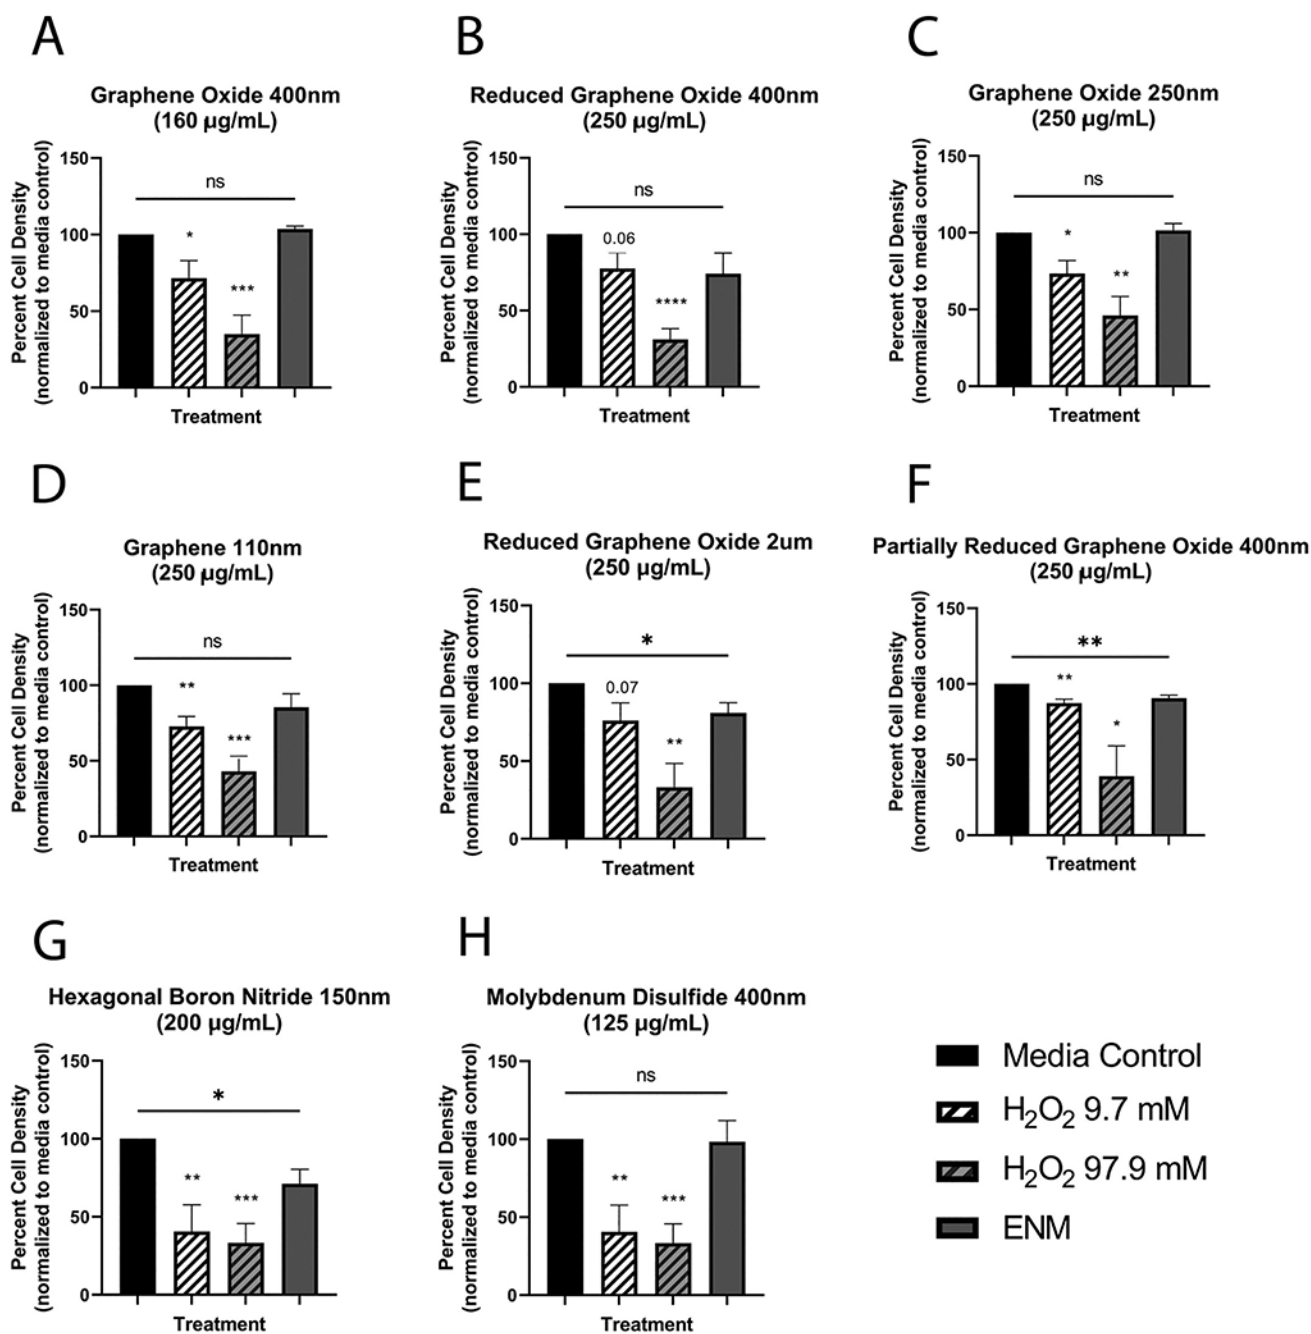 A
Graphene Oxide 400nm
(160 µg/mL)
Percent Cell Density
(normalized to media control)
150
100
50
0
ns
*
***
Treatment
B
Reduced Graphene Oxide 400nm
(250 µg/mL)
Percent Cell Density
(normalized to media control)
150
100
50
0
ns
0.06
****
Treatment
C
Graphene Oxide 250nm
(250 µg/mL)
Percent Cell Density
(normalized to media control)
150
100
50
0
ns
*
**
Treatment
D
Graphene 110nm
(250 µg/mL)
Percent Cell Density
(normalized to media control)
150
100
50
0
ns
**
***
Treatment
E
Reduced Graphene Oxide 2um
(250 µg/mL)
Percent Cell Density
(normalized to media control)
150
100
50
0
*
0.07
**
Treatment
F
Partially Reduced Graphene Oxide 400nm
(250 µg/mL)
Percent Cell Density
(normalized to media control)
150
100
50
0
**
**
*
Treatment
G
Hexagonal Boron Nitride 150nm
(200 µg/mL)
Percent Cell Density
(normalized to media control)
150
100
50
0
*
**
***
Treatment
H
Molybdenum Disulfide 400nm
(125 µg/mL)
Percent Cell Density
(normalized to media control)
150
100
50
0
ns
**
***
Treatment
Media Control
H₂O₂ 9.7 mM
H₂O₂ 97.9 mM
ENM